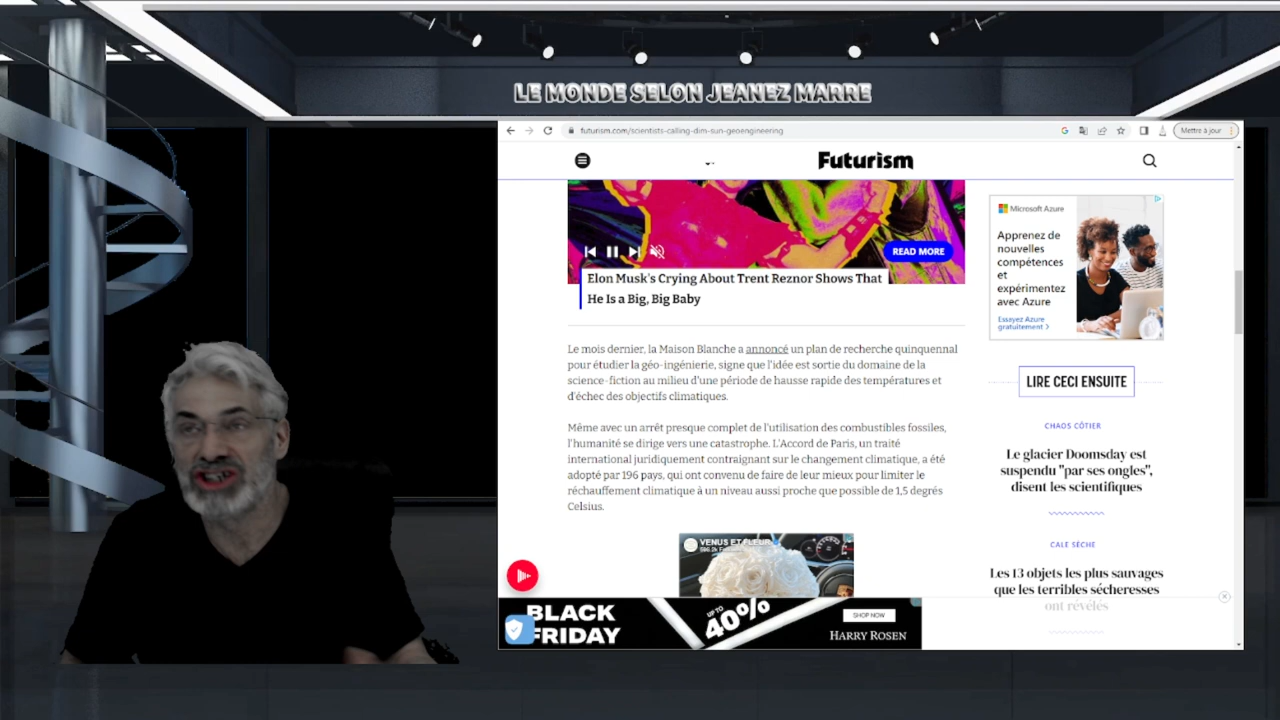 LE MONDE SELON JEANEZ MARRE
futurism.com/scientists-calling-dim-sun-geoengineering
Mettre à jour
Futurism
READ MORE
Elon Musk's Crying About Trent Reznor Shows That
He Is a Big, Big Baby
Microsoft Azure
Apprenez de
nouvelles
compétences
et
expérimentez
avec Azure
Essayez Azure
gratuitement >
Le mois dernier, la Maison Blanche a annoncé un plan de recherche quinquennal
pour étudier la géo-ingénierie, signe que l'idée est sortie du domaine de la
science-fiction au milieu d'une période de hausse rapide des températures et
d'échec des objectifs climatiques.
Même avec un arrêt presque complet de l'utilisation des combustibles fossiles,
l'humanité se dirige vers une catastrophe. L'Accord de Paris, un traité
international juridiquement contraignant sur le changement climatique, a été
adopté par 196 pays, qui ont convenu de faire de leur mieux pour limiter le
réchauffement climatique à un niveau aussi proche que possible de 1,5 degrés
Celsius.
LIRE CECI ENSUITE
CHAOS CÔTIER
Le glacier Doomsday est
suspendu "par ses ongles",
disent les scientifiques
CALE SÈCHE
Les 13 objets les plus sauvages
que les terribles sécheresses
ont révélés
VENUS ET FLEUR
BLACK
FRIDAY
UP TO
40%
SHOP NOW
HARRY ROSEN